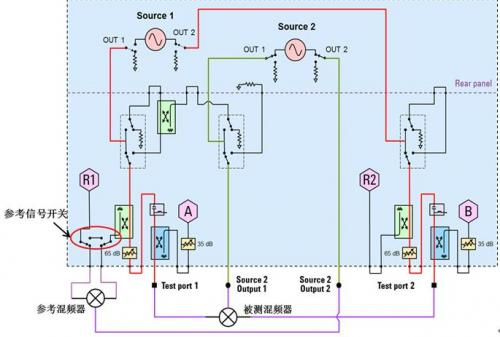 Source 1
Source 2
OUT 1
OUT 2
OUT 1
OUT 2
Rear panel
R1
A
R2
B
参考信号开关
65 dB
35 dB
65 dB
35 dB
Test port 1
Source 2
Output 1
Source 2
Output 2
Test port 2
参考混频器
被测混频器